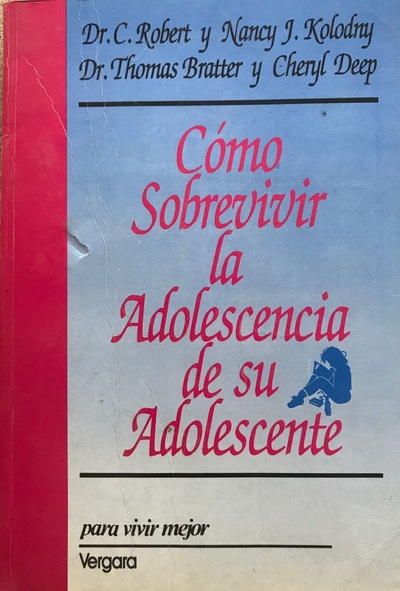 Dr. C. Robert y Nancy J. Kolodny
Dr. Thomas Bratter y Cheryl Deep
Cómo
Sobrevivir
la
Adolescencia
de su
Adolescente
para vivir mejor
Vergara